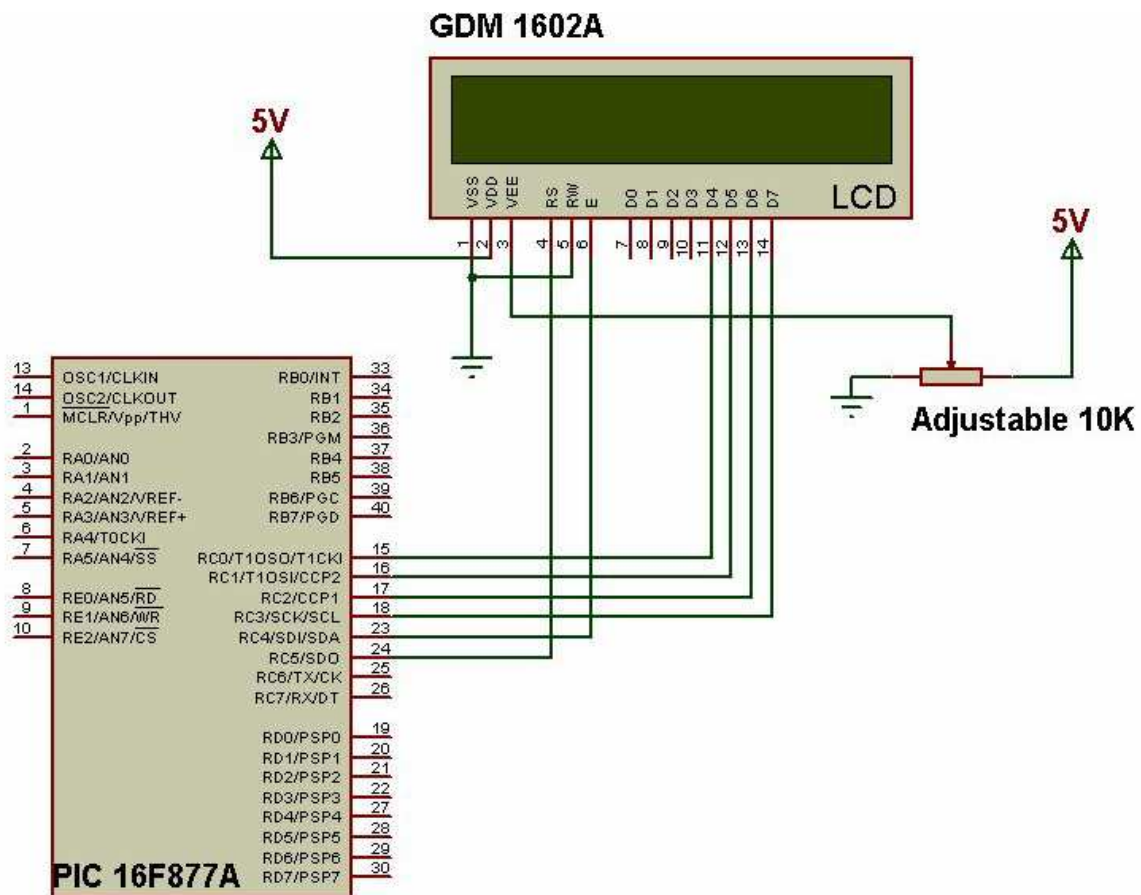 GDM 1602A
5V
LCD
VSS
VDD
VEE
RS
RW
E
D0
D1
D2
D3
D4
D5
D6
D7
1
2
3
4
5
6
7
8
9
10
11
12
13
14
5V
Adjustable 10K
13 OSC1/CLKIN
14 OSC2/CLKOUT
1 MCLR/Vpp/THV
2 RA0/AN0
3 RA1/AN1
4 RA2/AN2/VREF-
5 RA3/AN3/VREF+
6 RA4/T0CKI
7 RA5/AN4/SS
8 RE0/AN5/RD
9 RE1/AN6/WR
10 RE2/AN7/CS
RB0/INT 33
RB1 34
RB2 35
RB3/PGM 36
RB4 37
RB5 38
RB6/PGC 39
RB7/PGD 40
RC0/T1OSO/T1CKI 15
RC1/T1OSI/CCP2 16
RC2/CCP1 17
RC3/SCK/SCL 18
RC4/SDI/SDA 23
RC5/SDO 24
RC6/TX/CK 25
RC7/RX/DT 26
RD0/PSP0 19
RD1/PSP1 20
RD2/PSP2 21
RD3/PSP3 22
RD4/PSP4 27
RD5/PSP5 28
RD6/PSP6 29
RD7/PSP7 30
PIC 16F877A